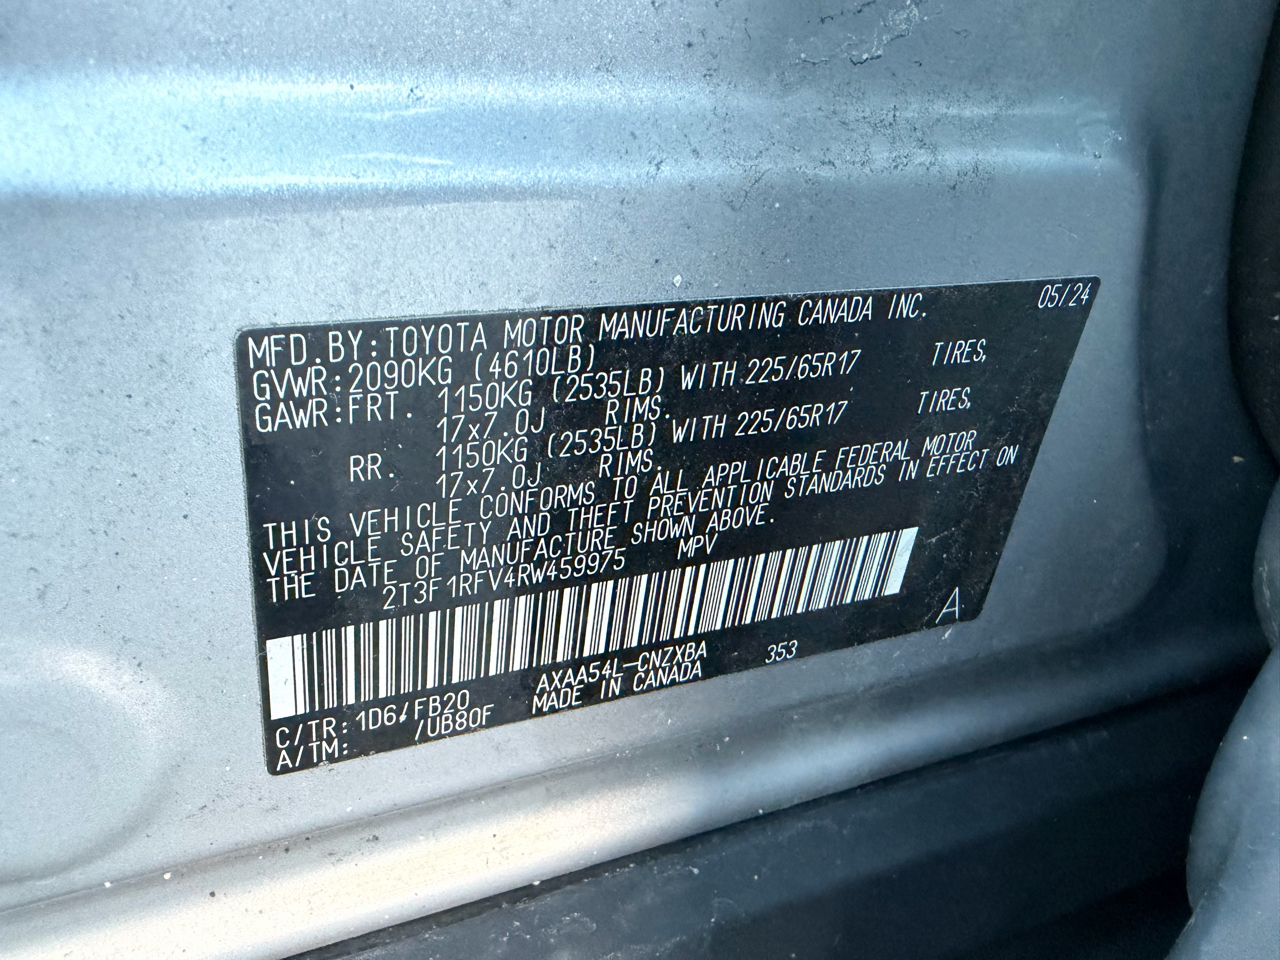 MFD.BY:TOYOTA MOTOR MANUFACTURING CANADA INC. 05/24
GVWR:2090KG (4610LB)
GAWR:FRT. 1150KG (2535LB) WITH 225/65R17 TIRES,
17x7.0J RIMS.
RR. 1150KG (2535LB) WITH 225/65R17 TIRES,
17x7.0J RIMS.
THIS VEHICLE CONFORMS TO ALL APPLICABLE FEDERAL MOTOR
VEHICLE SAFETY AND THEFT PREVENTION STANDARDS IN EFFECT ON
THE DATE OF MANUFACTURE SHOWN ABOVE.
2T3F1RFV4RW459975 MPV
A
C/TR:1D6/FB20 AXAA54L-CNZXBA 353
A/TM: /UB80F MADE IN CANADA